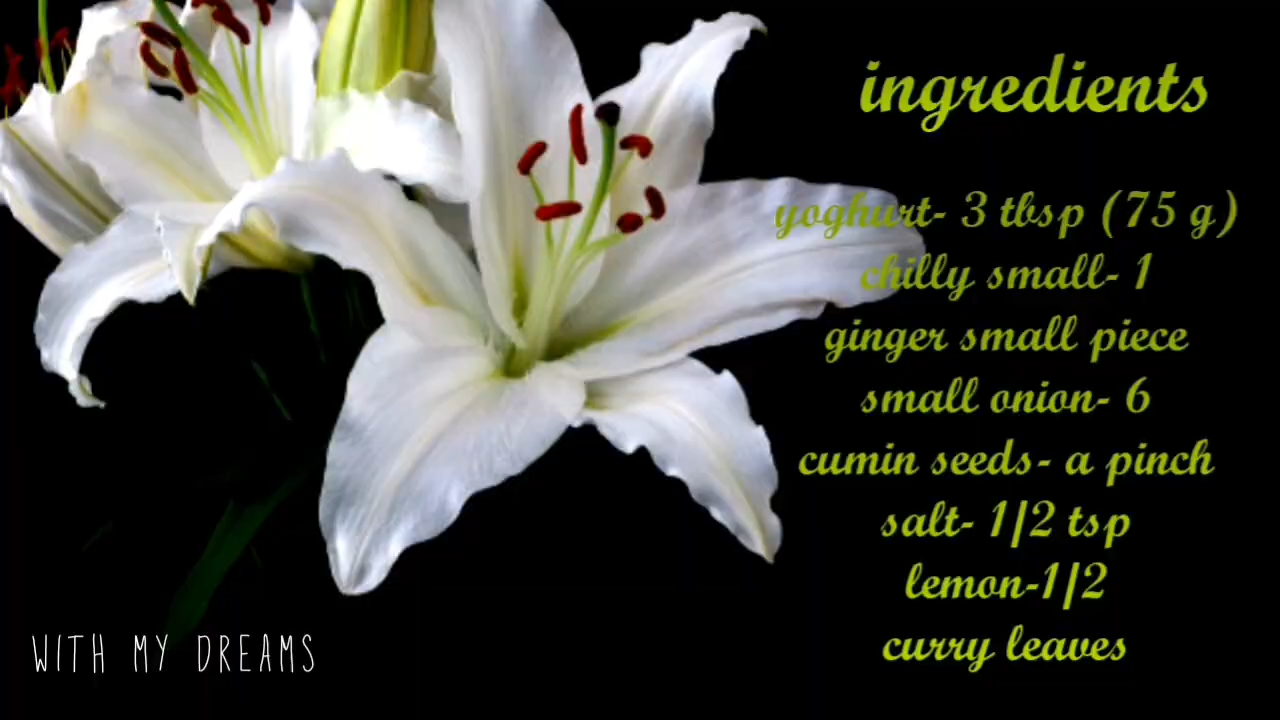 ingredients
yoghurt- 3 tbsp (75 g)
chilly small- 1
ginger small piece
small onion- 6
cumin seeds- a pinch
salt- 1/2 tsp
lemon-1/2
curry leaves
WITH MY DREAMS